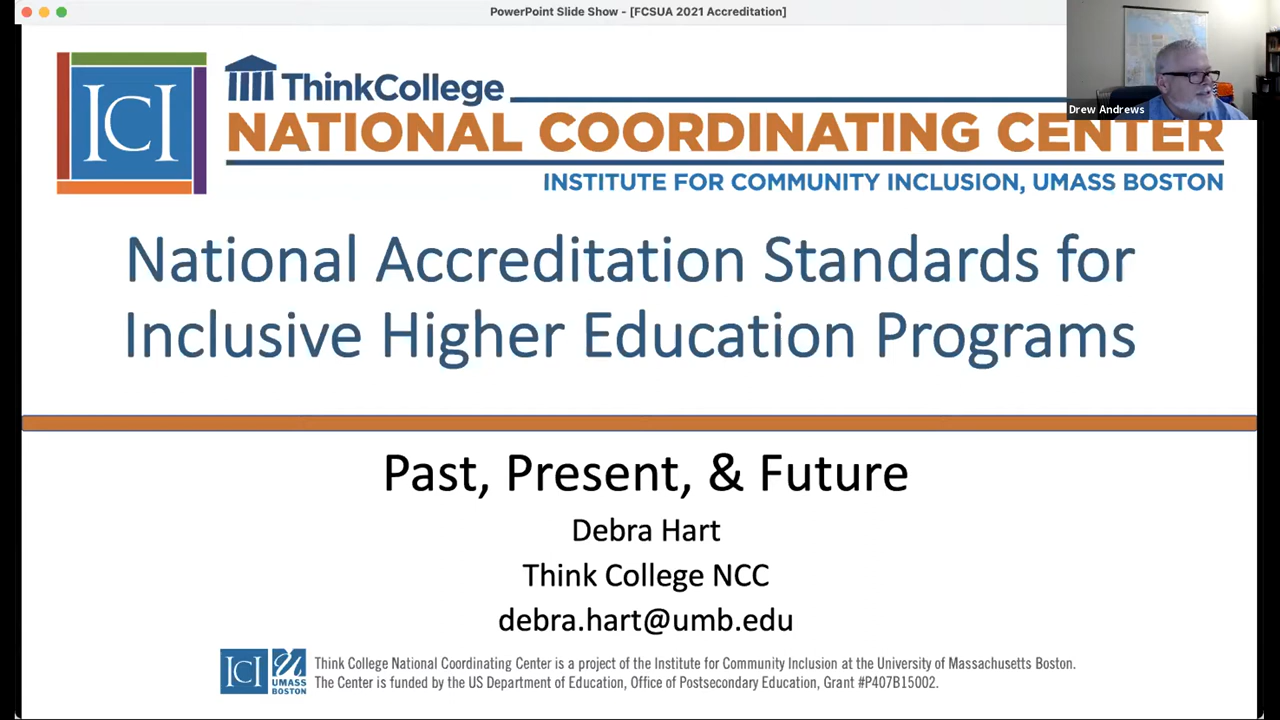 PowerPoint Slide Show - [FCSUA 2021 Accreditation]
ICI
ThinkCollege
NATIONAL COORDINATING CENTER
INSTITUTE FOR COMMUNITY INCLUSION, UMASS BOSTON
Drew Andrews
National Accreditation Standards for
Inclusive Higher Education Programs
Past, Present, & Future
Debra Hart
Think College NCC
debra.hart@umb.edu
ICI
UMASS
BOSTON
Think College National Coordinating Center is a project of the Institute for Community Inclusion at the University of Massachusetts Boston.
The Center is funded by the US Department of Education, Office of Postsecondary Education, Grant #P407B15002.